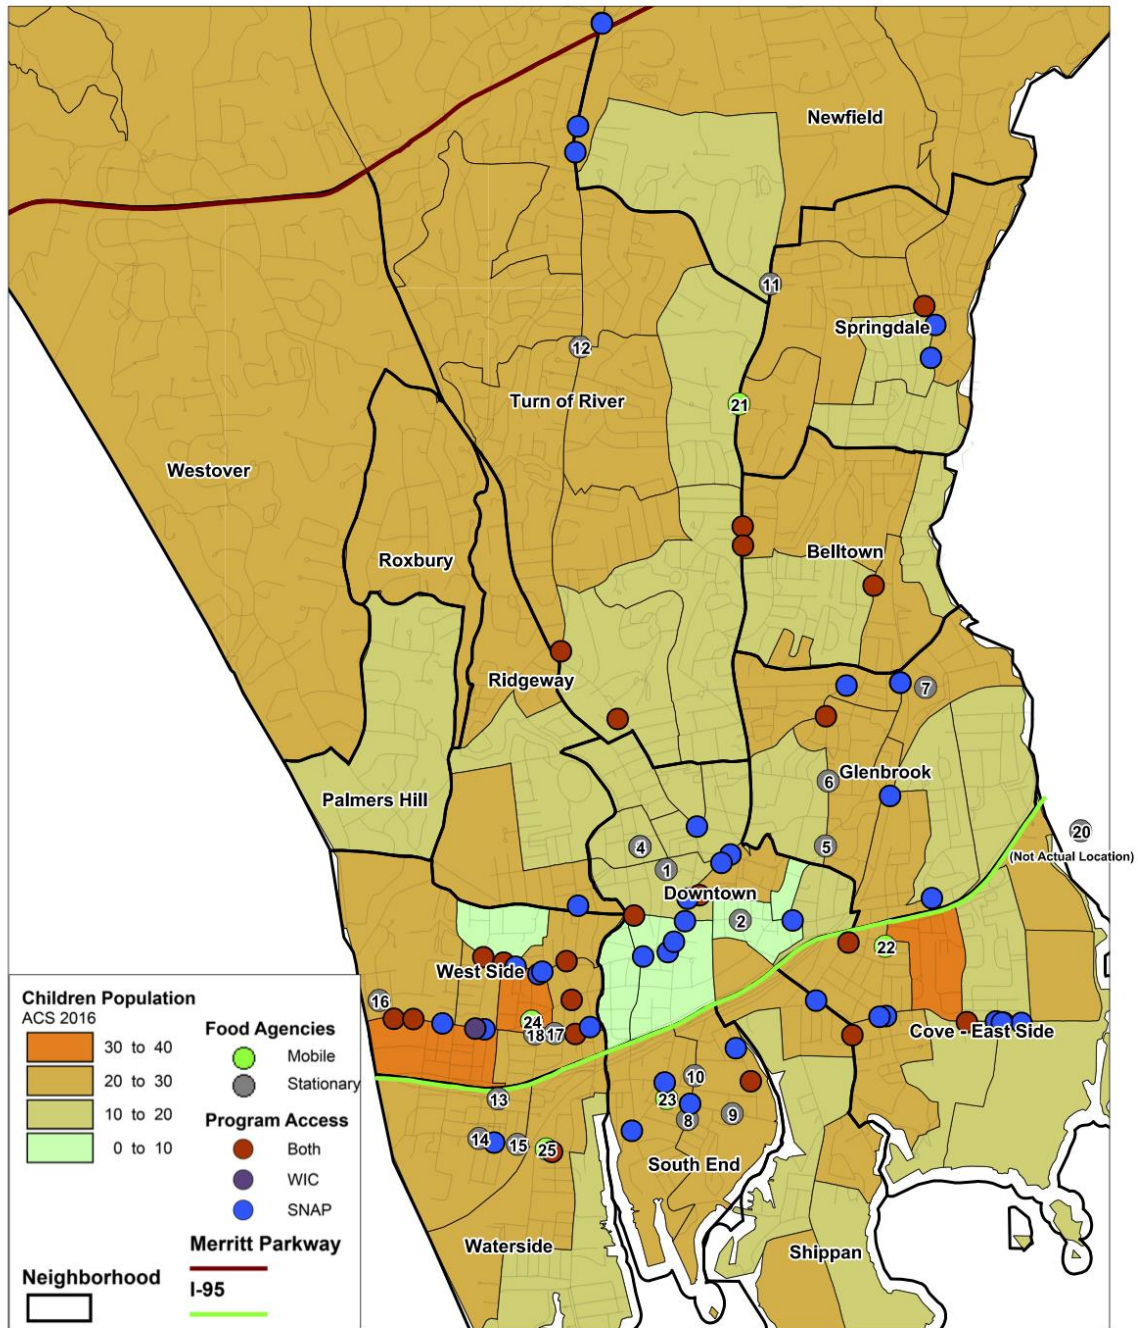 Newfield
11
Springdale
12
Turn of River
21
Westover
Belltown
Roxbury
Ridgeway
7
Glenbrook
6
Palmers Hill
20
(Not Actual Location)
4
5
1
Downtown
2
22
West Side
16
24
18
17
Cove - East Side
13
10
23
8
9
14
15
25
South End
Waterside
Shippan
Children Population
ACS 2016
30 to 40
20 to 30
10 to 20
0 to 10
Food Agencies
Mobile
Stationary
Program Access
Both
WIC
SNAP
Merritt Parkway
I-95
Neighborhood